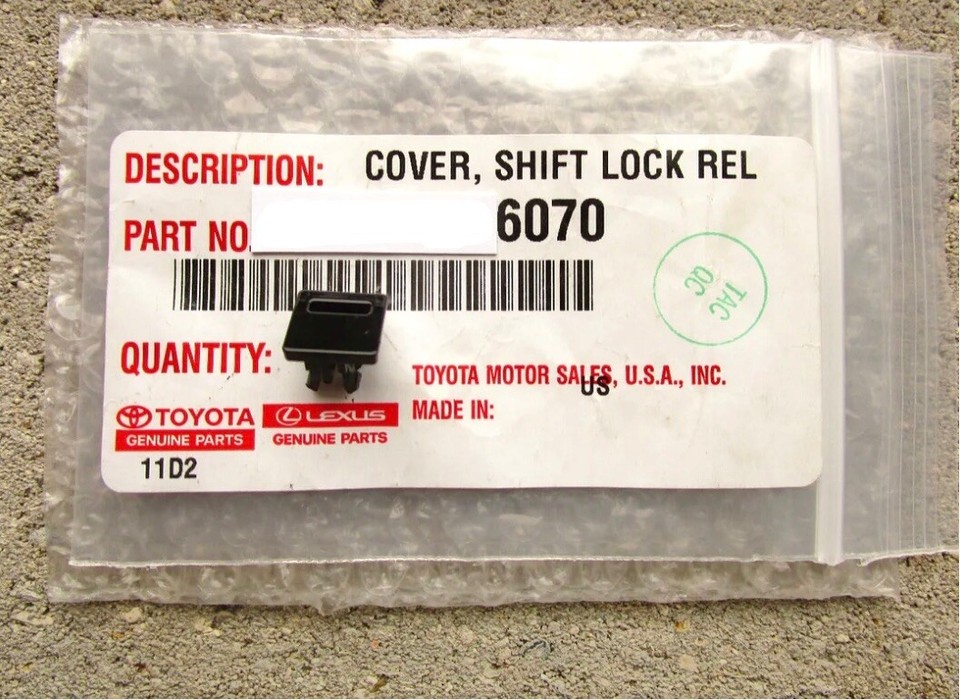 DESCRIPTION: COVER, SHIFT LOCK REL
PART NO. 6070
TAC
QC
QUANTITY:
TOYOTA MOTOR SALES, U.S.A., INC.
US
MADE IN:
TOYOTA
GENUINE PARTS
LEXUS
GENUINE PARTS
11D2